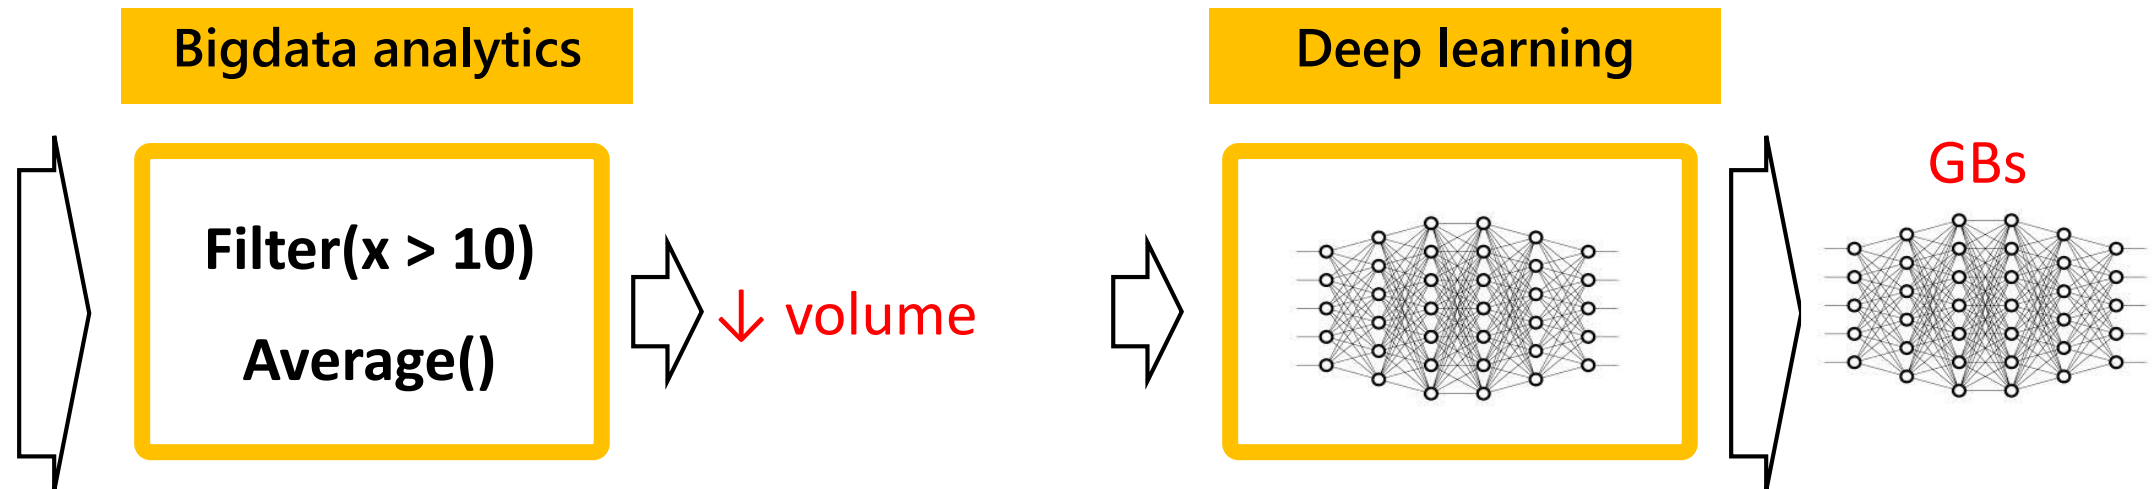 Bigdata analytics
Filter(x > 10)
Average()
↓ volume
Deep learning
GBs